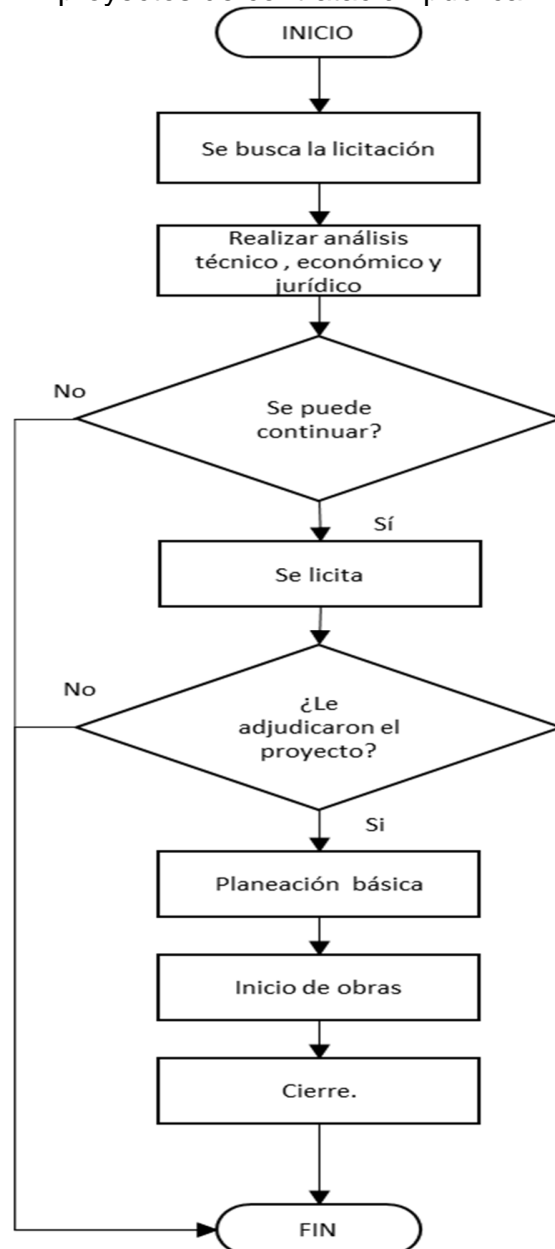 proyectos de contratación pública
INICIO
Se busca la licitación
Realizar análisis
técnico , económico y
jurídico
No
Se puede
continuar?
Sí
Se licita
No
¿Le
adjudicaron el
proyecto?
Si
Planeación básica
Inicio de obras
Cierre.
FIN